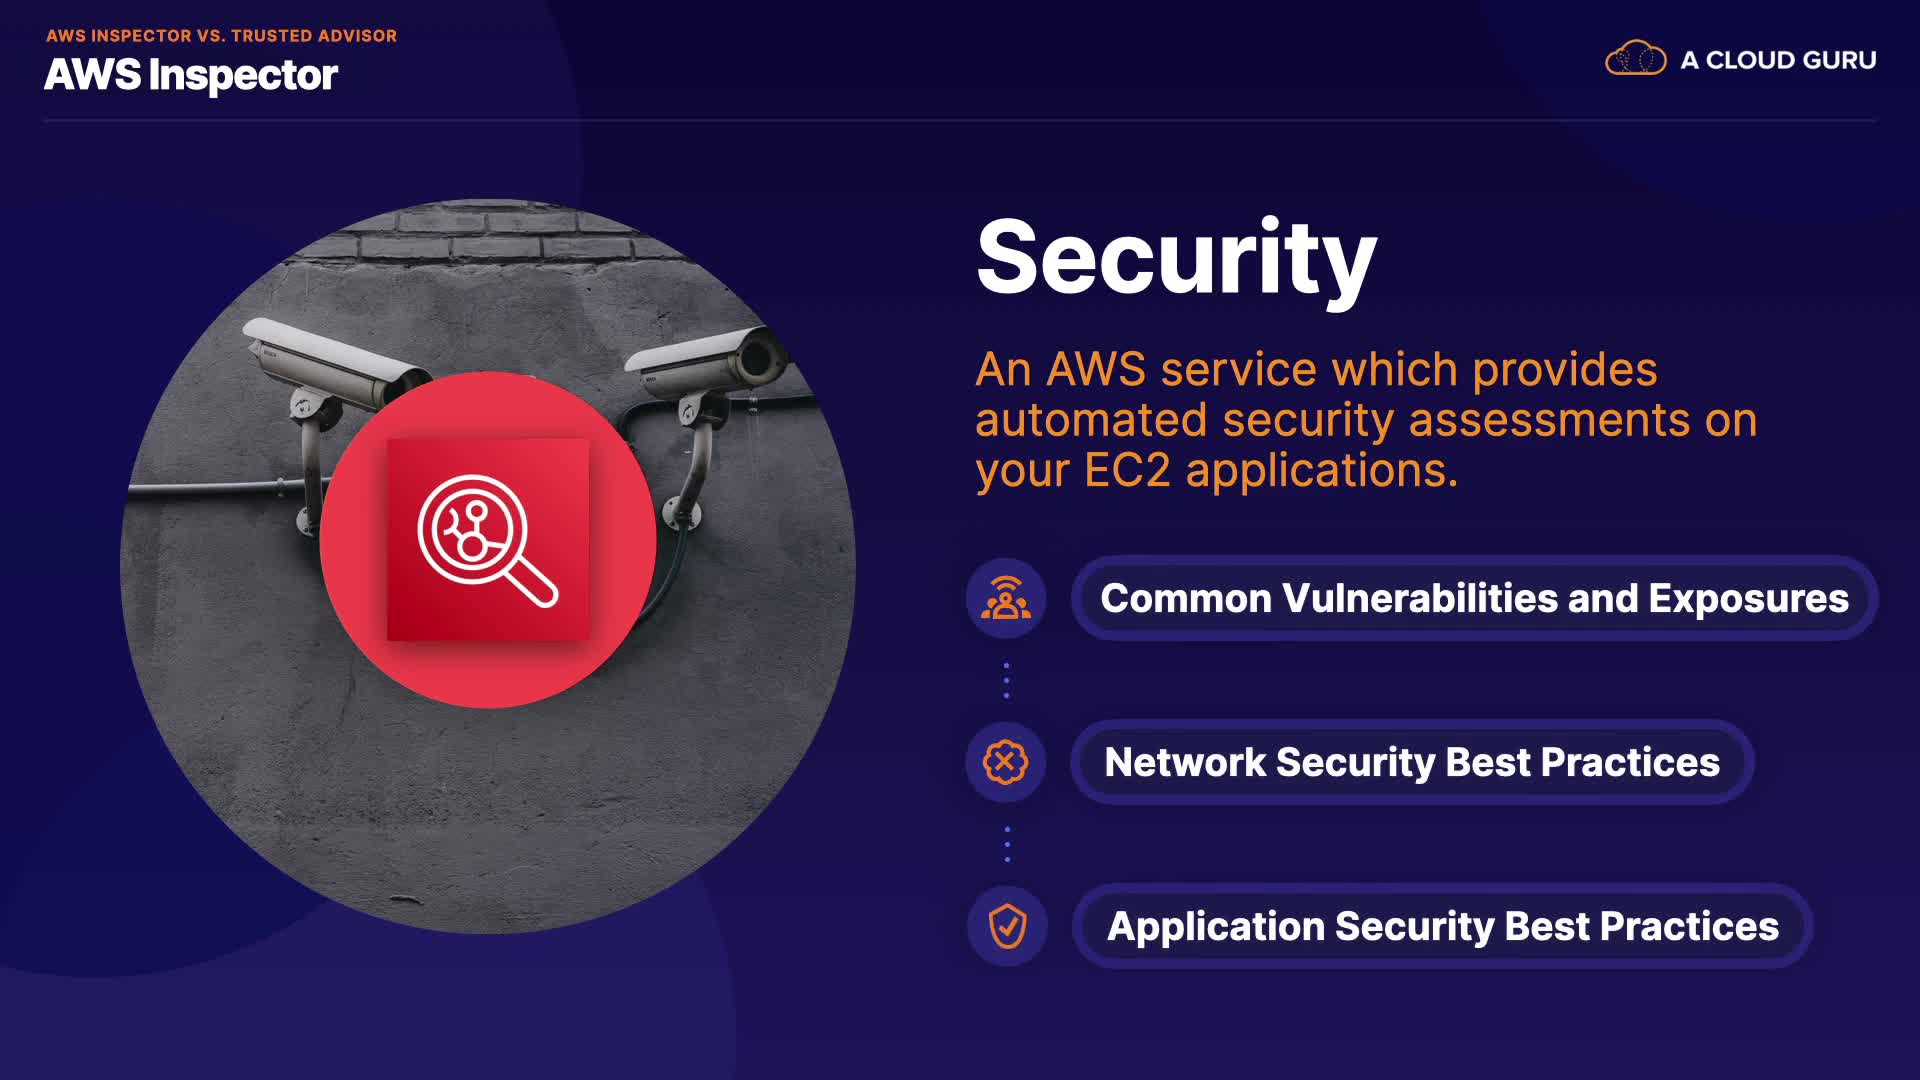 AWS INSPECTOR VS. TRUSTED ADVISOR
AWS Inspector
A CLOUD GURU
Security
An AWS service which provides
automated security assessments on
your EC2 applications.
Common Vulnerabilities and Exposures
Network Security Best Practices
Application Security Best Practices